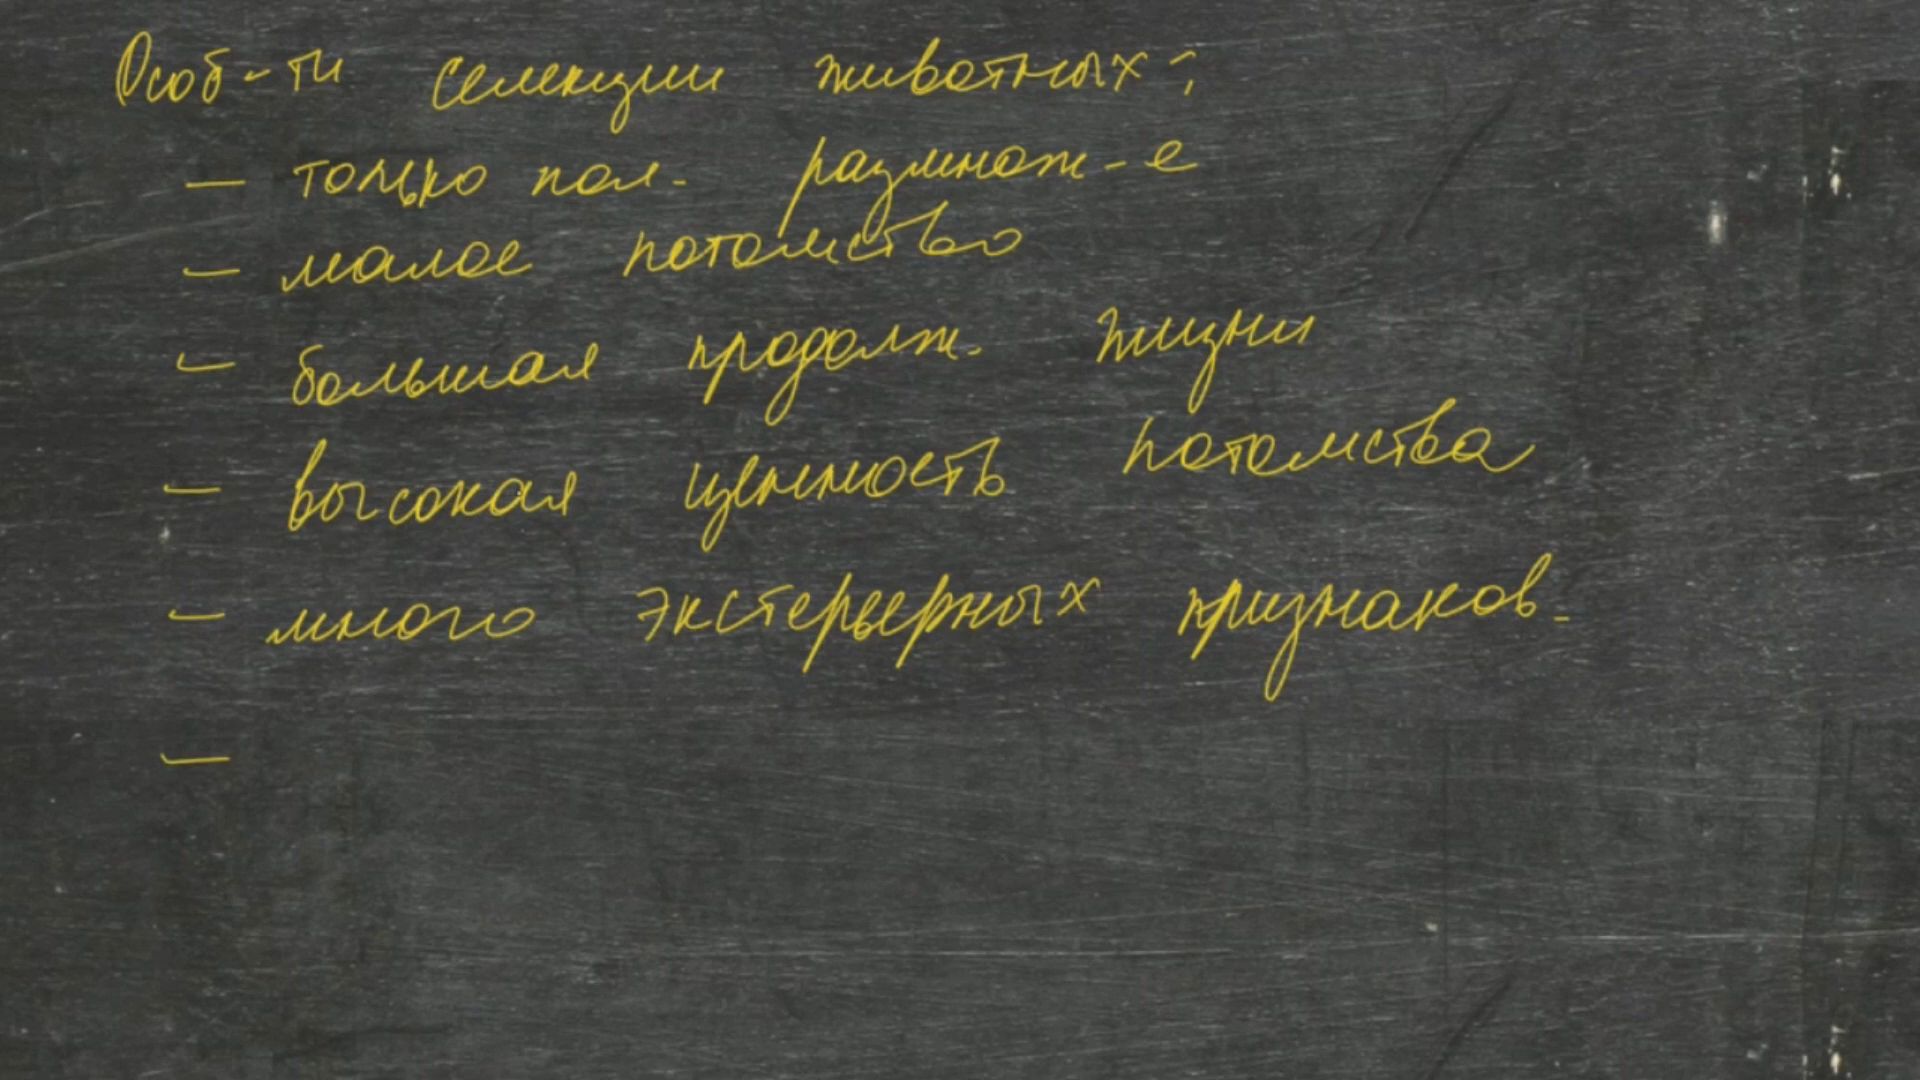 Особ-ти селекции животных:
— только пол. размнож-е
— малое потомство
— большая продолж. жизни
— высокая ценность потомства
— много экстерьерных признаков.
—